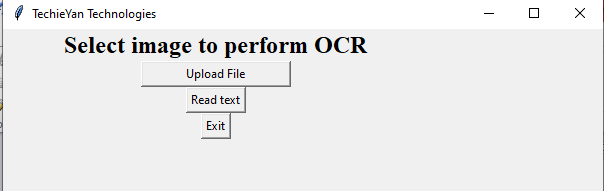 TechieYan Technologies
Select image to perform OCR
Upload File
Read text
Exit